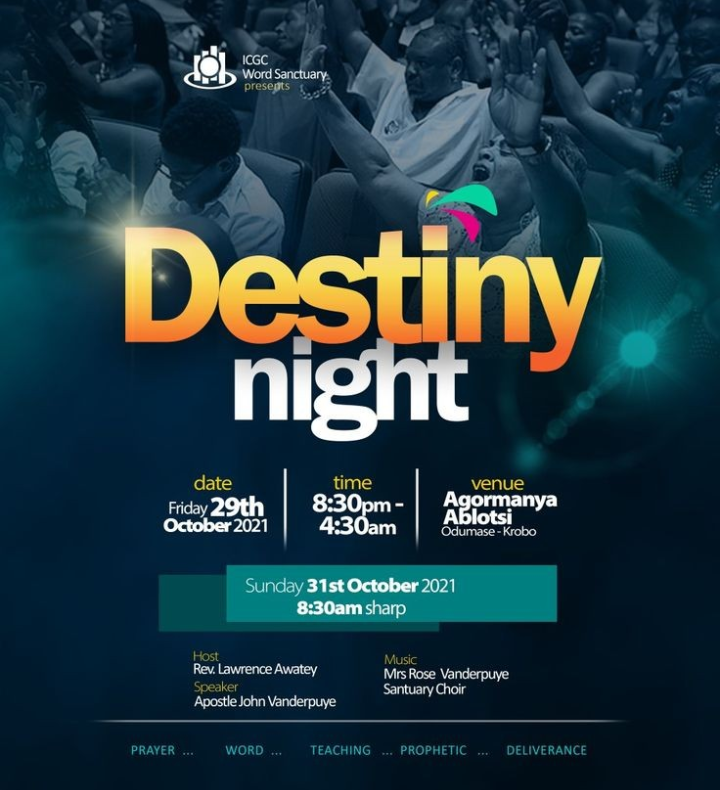 ICGC
Word Sanctuary
presents
Destiny
night
date
Friday 29th
October 2021
time
8:30pm -
4:30am
venue
Agormanya
Ablotsi
Odumase - Krobo
Sunday 31st October 2021
8:30am sharp
Host
Rev. Lawrence Awatey
Speaker
Apostle John Vanderpuye
Music
Mrs Rose Vanderpuye
Santuary Choir
PRAYER ... WORD ... TEACHING ... PROPHETIC ... DELIVERANCE